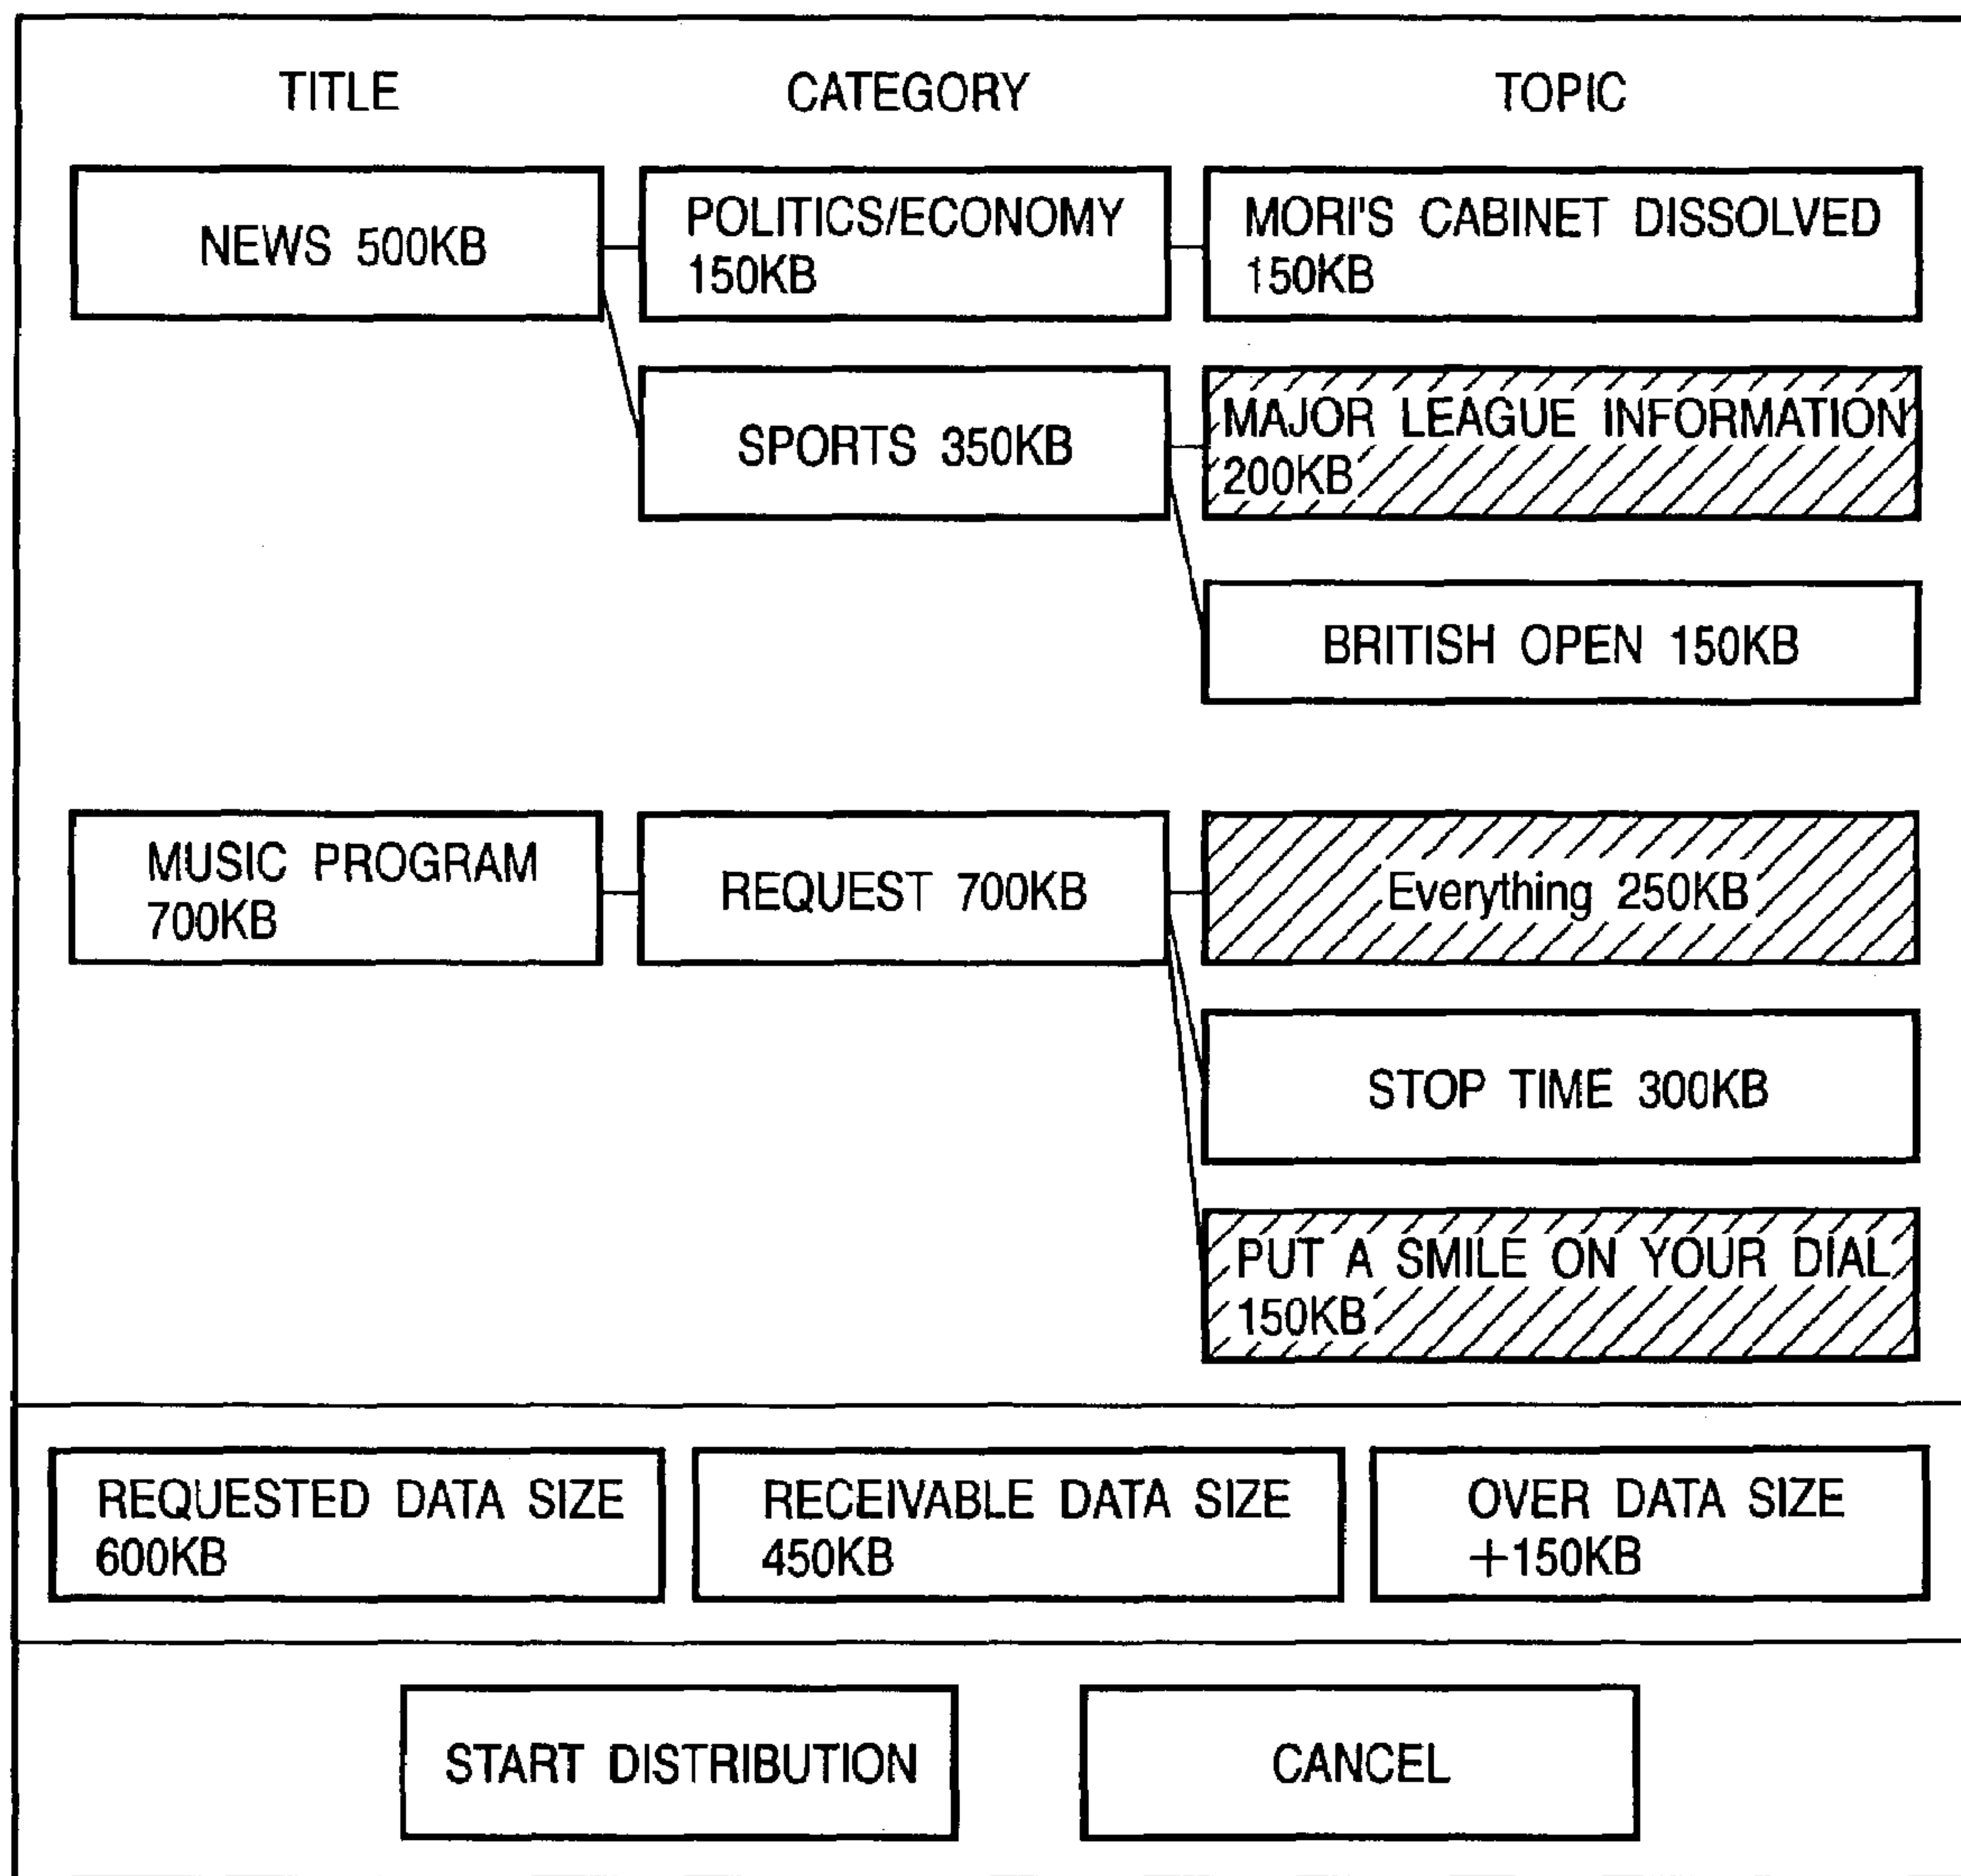 TITLE CATEGORY TOPIC
NEWS 500KB
POLITICS/ECONOMY
150KB
MORI'S CABINET DISSOLVED
150KB
SPORTS 350KB
MAJOR LEAGUE INFORMATION
200KB
BRITISH OPEN 150KB
MUSIC PROGRAM
700KB
REQUEST 700KB
Everything 250KB
STOP TIME 300KB
PUT A SMILE ON YOUR DIAL
150KB
REQUESTED DATA SIZE
600KB
RECEIVABLE DATA SIZE
450KB
OVER DATA SIZE
+150KB
START DISTRIBUTION
CANCEL